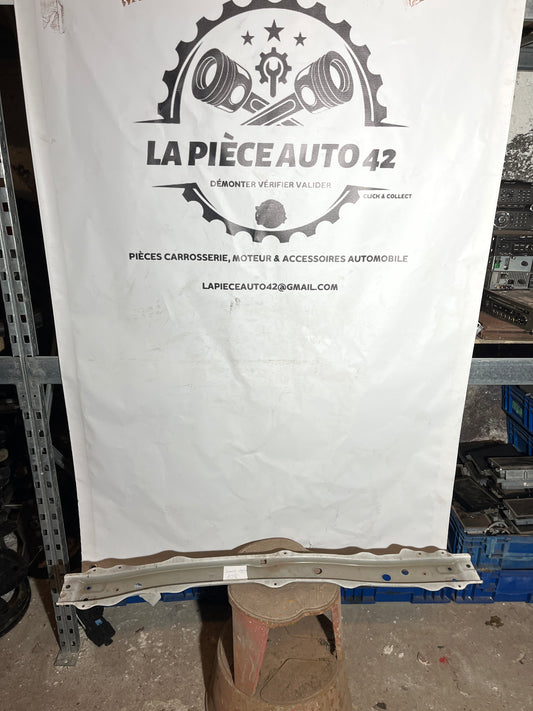 LA PIÈCE AUTO 42
DÉMONTER VÉRIFIER VALIDER
CLICK & COLLECT
PIÈCES CARROSSERIE, MOTEUR & ACCESSOIRES AUTOMOBILE
LAPIECEAUTO42@GMAIL.COM